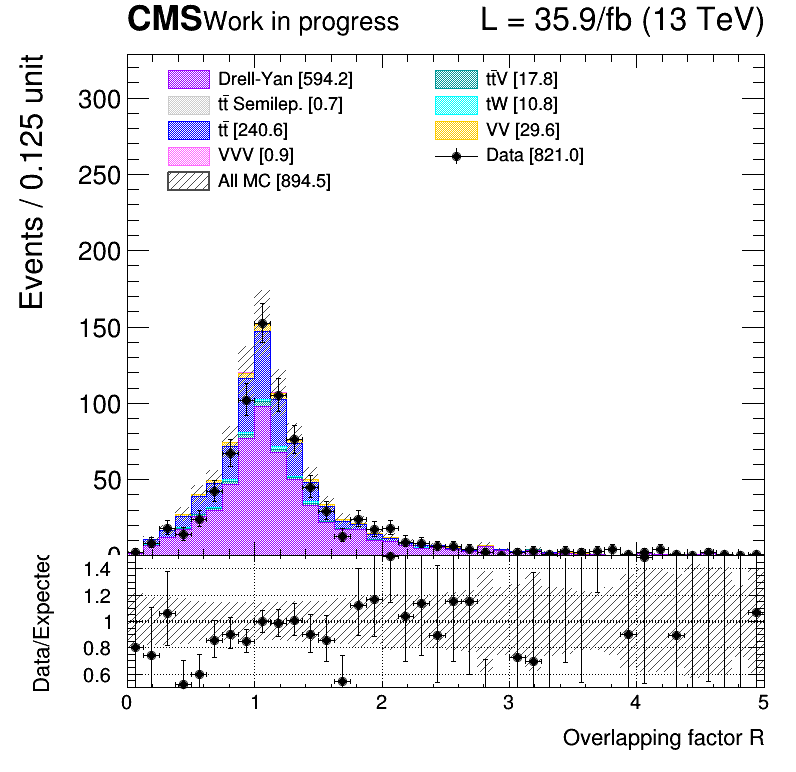 CMS Work in progress L = 35.9/fb (13 TeV)
Events / 0.125 unit
Drell-Yan [594.2]
tt̄ Semilep. [0.7]
tt̄ [240.6]
VVV [0.9]
All MC [894.5]
tt̄V [17.8]
tW [10.8]
VV [29.6]
Data [821.0]
300
250
200
150
100
50
0
Data/Expected
1.4
1.2
1
0.8
0.6
0 1 2 3 4 5
Overlapping factor R